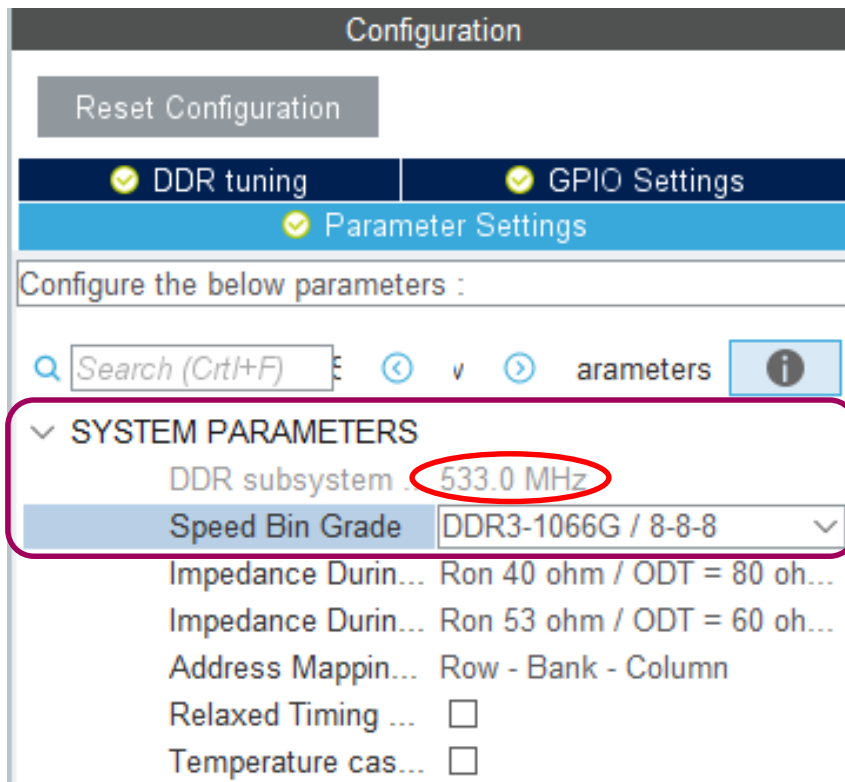 Configuration
Reset Configuration
DDR tuning
GPIO Settings
Parameter Settings
Configure the below parameters :
Search (Crtl+F) v arameters
SYSTEM PARAMETERS
DDR subsystem .. 533.0 MHz
Speed Bin Grade DDR3-1066G / 8-8-8
Impedance Durin... Ron 40 ohm / ODT = 80 oh...
Impedance Durin... Ron 53 ohm / ODT = 60 oh...
Address Mappin... Row - Bank - Column
Relaxed Timing ...
Temperature cas...